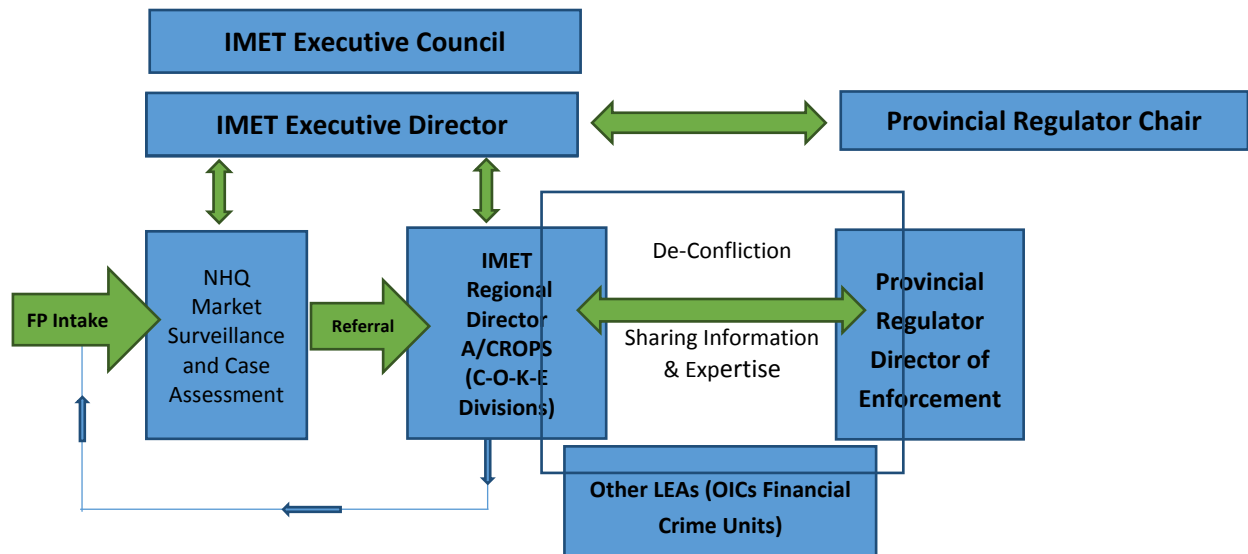 IMET Executive Council
IMET Executive Director
Provincial Regulator Chair
FP Intake
NHQ
Market
Surveillance
and Case
Assessment
Referral
IMET
Regional
Director
A/CROPS
(C-O-K-E
Divisions)
De-Confliction
Sharing Information
& Expertise
Provincial
Regulator
Director of
Enforcement
Other LEAs (OICs Financial
Crime Units)